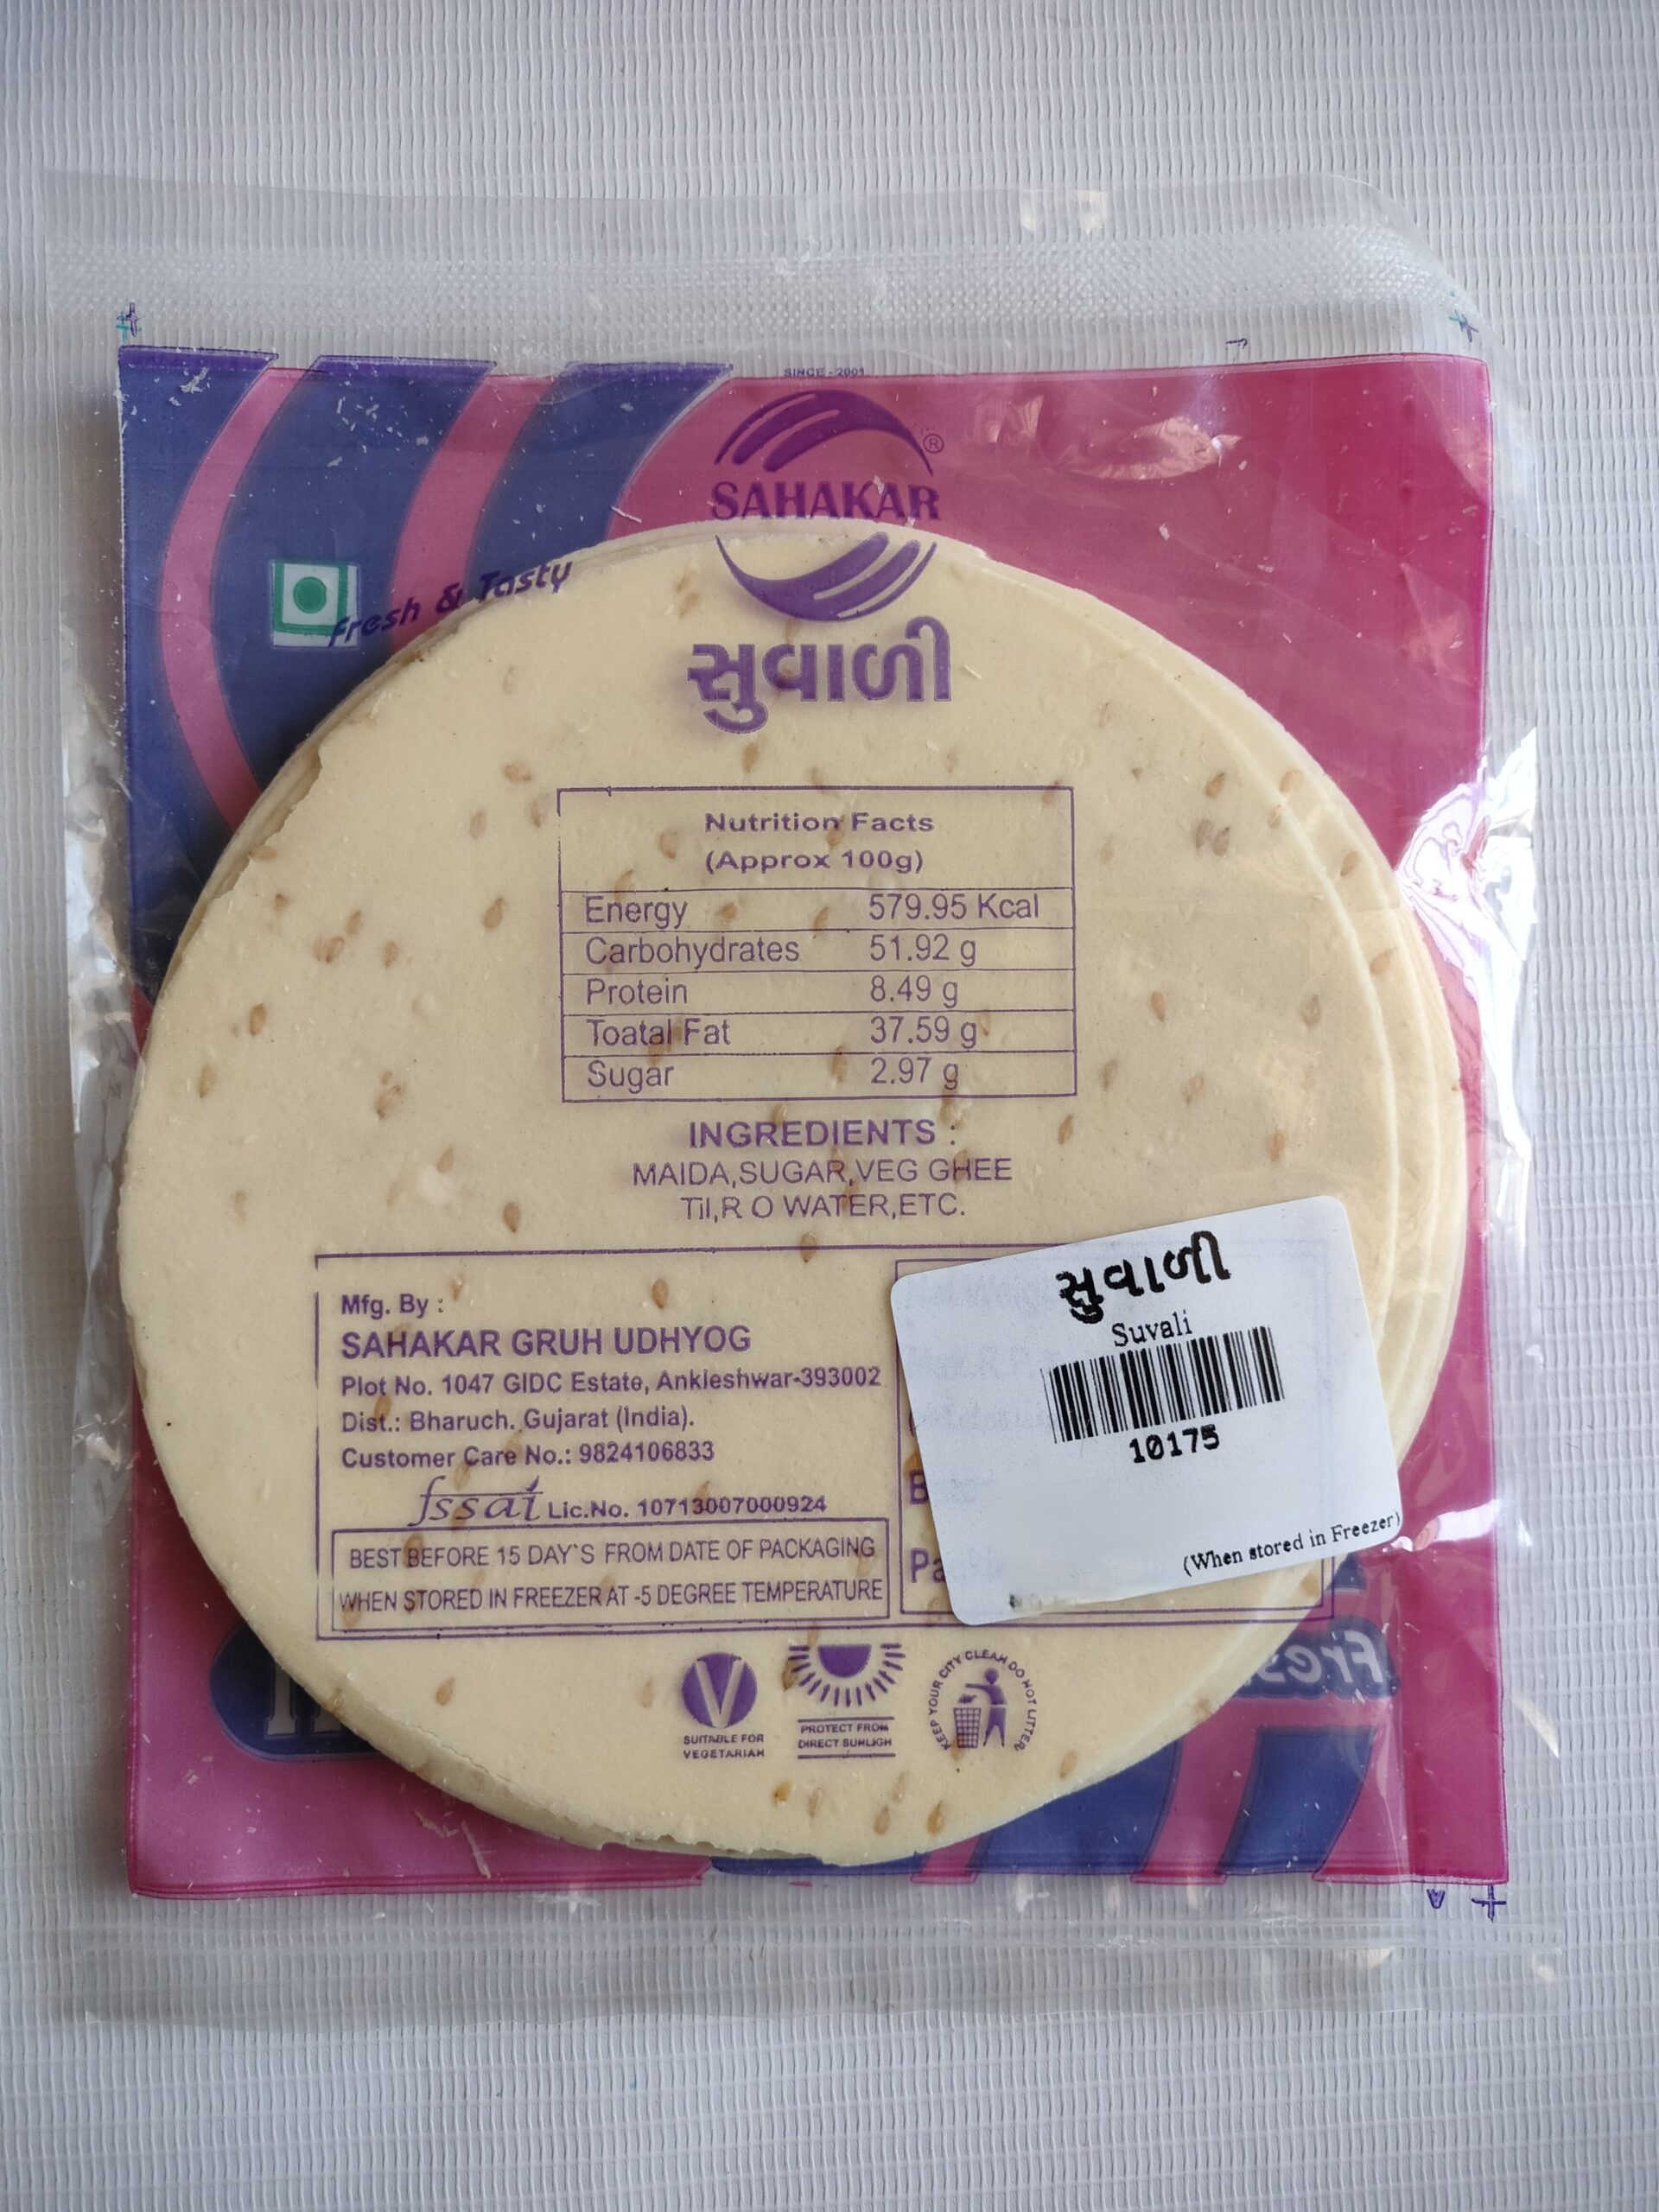 SINCE - 2001
SAHAKAR
®
Fresh & Tasty
સુવાળી
Nutrition Facts
(Approx 100g)
Energy 579.95 Kcal
Carbohydrates 51.92 g
Protein 8.49 g
Toatal Fat 37.59 g
Sugar 2.97 g
INGREDIENTS :
MAIDA,SUGAR,VEG GHEE
Til,R O WATER,ETC.
Mfg. By :
SAHAKAR GRUH UDHYOG
Plot No. 1047 GIDC Estate, Ankleshwar-393002
Dist.: Bharuch. Gujarat (India).
Customer Care No.: 9824106833
fssai Lic.No. 10713007000924
BEST BEFORE 15 DAY`S FROM DATE OF PACKAGING
WHEN STORED IN FREEZER AT -5 DEGREE TEMPERATURE
સુવાળી
Suvali
10175
(When stored in Freezer)
V
SUITABLE FOR
VEGETARIAN
PROTECT FROM
DIRECT SUNLIGH
KEEP YOUR CITY CLEAN DO NOT LITTER